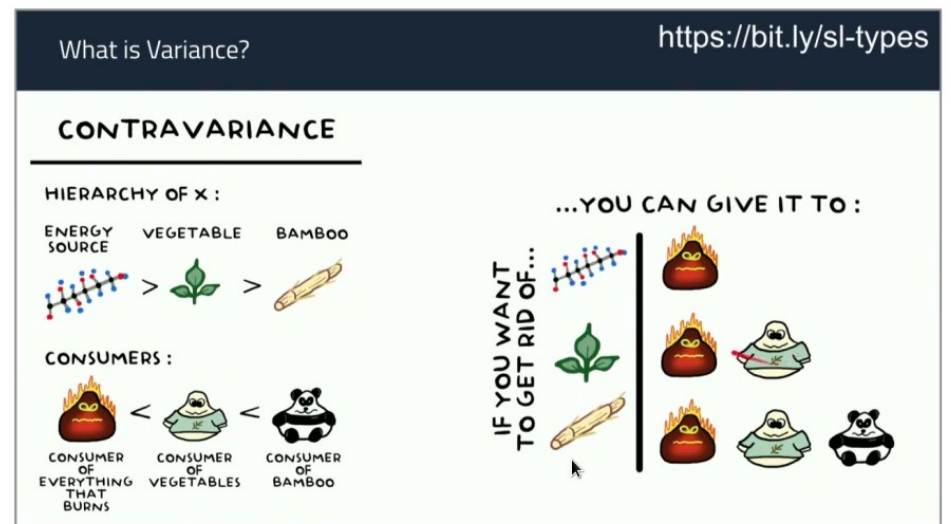 What is Variance?
https://bit.ly/sl-types
CONTRAVARIANCE
HIERARCHY OF X :
ENERGY
SOURCE
VEGETABLE
BAMBOO
>
>
CONSUMERS :
<
<
CONSUMER
OF
EVERYTHING
THAT
BURNS
CONSUMER
OF
VEGETABLES
CONSUMER
OF
BAMBOO
...YOU CAN GIVE IT TO :
IF YOU WANT
TO GET RID OF...